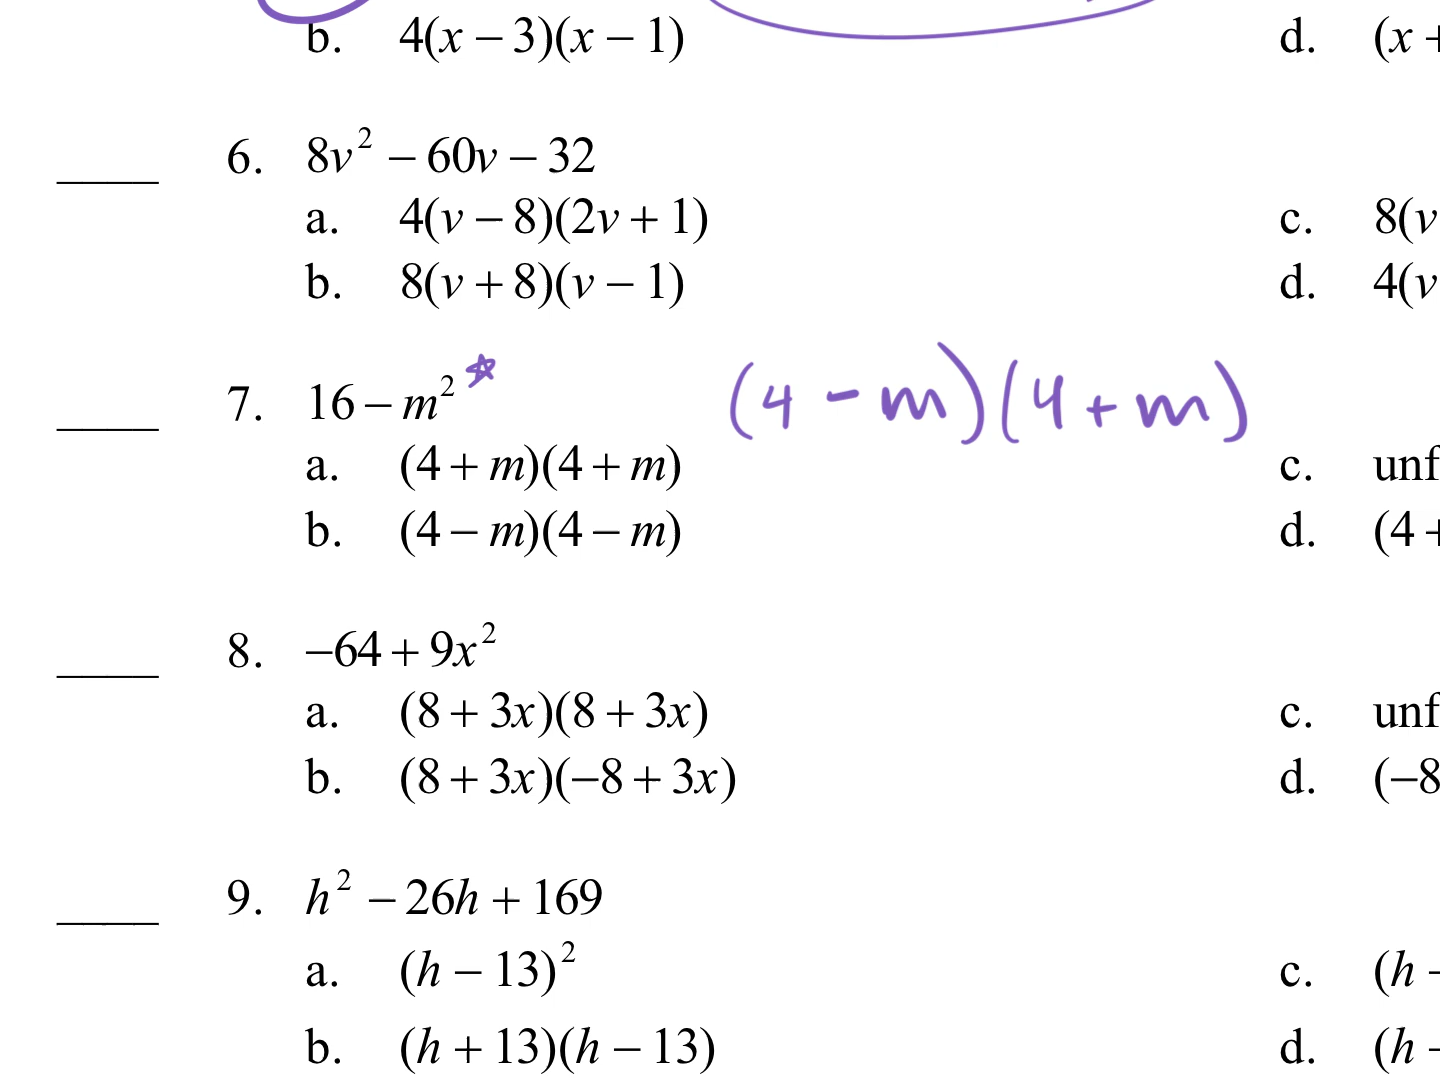 b. 4(x − 3)(x − 1) d. (x +
6. 8v² − 60v − 32
a. 4(v − 8)(2v + 1) c. 8(v
b. 8(v + 8)(v − 1) d. 4(v
7. 16 − m² ☆ (4 − m)(4 + m)
a. (4 + m)(4 + m) c. unf
b. (4 − m)(4 − m) d. (4 +
8. −64 + 9x²
a. (8 + 3x)(8 + 3x) c. unf
b. (8 + 3x)(−8 + 3x) d. (−8
9. h² − 26h + 169
a. (h − 13)² c. (h −
b. (h + 13)(h − 13) d. (h −